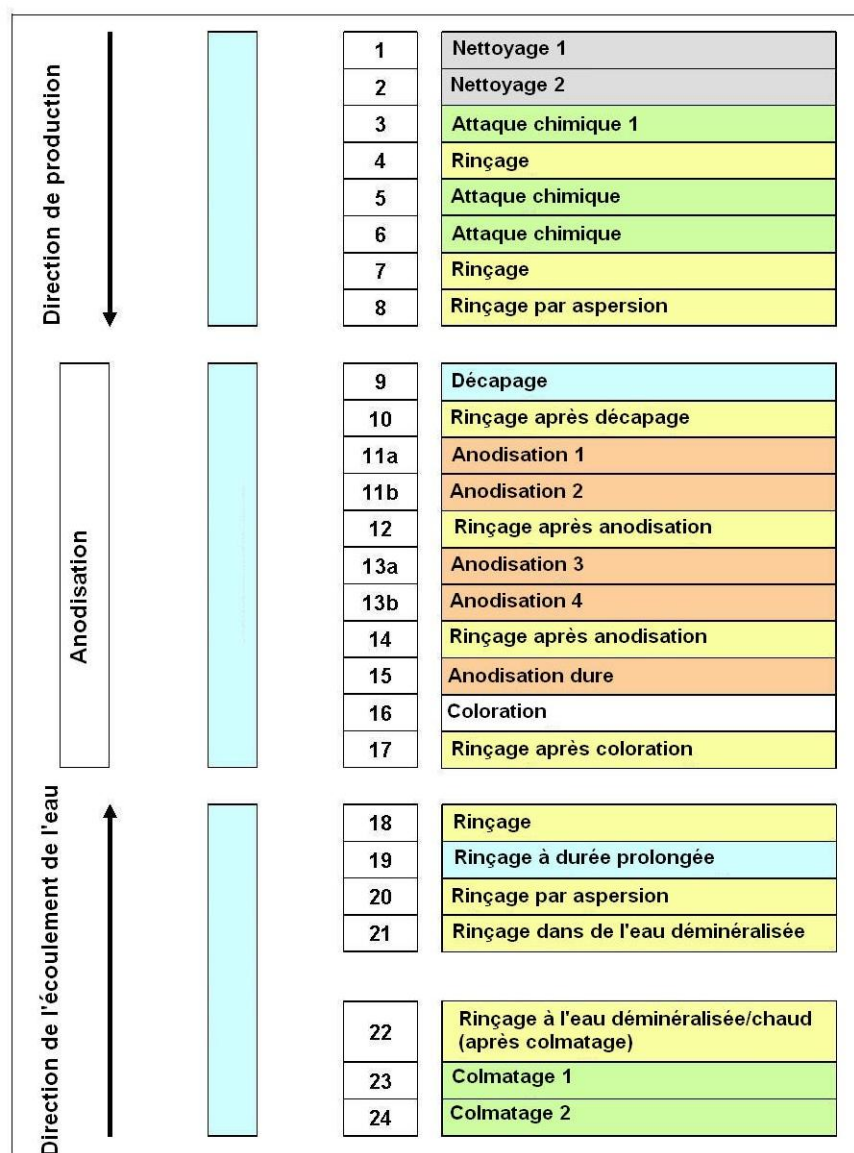 Direction de production
1 Nettoyage 1
2 Nettoyage 2
3 Attaque chimique 1
4 Rinçage
5 Attaque chimique
6 Attaque chimique
7 Rinçage
8 Rinçage par aspersion
Anodisation
9 Décapage
10 Rinçage après décapage
11a Anodisation 1
11b Anodisation 2
12 Rinçage après anodisation
13a Anodisation 3
13b Anodisation 4
14 Rinçage après anodisation
15 Anodisation dure
16 Coloration
17 Rinçage après coloration
Direction de l'écoulement de l'eau
18 Rinçage
19 Rinçage à durée prolongée
20 Rinçage par aspersion
21 Rinçage dans de l'eau déminéralisée
22 Rinçage à l'eau déminéralisée/chaud
(après colmatage)
23 Colmatage 1
24 Colmatage 2